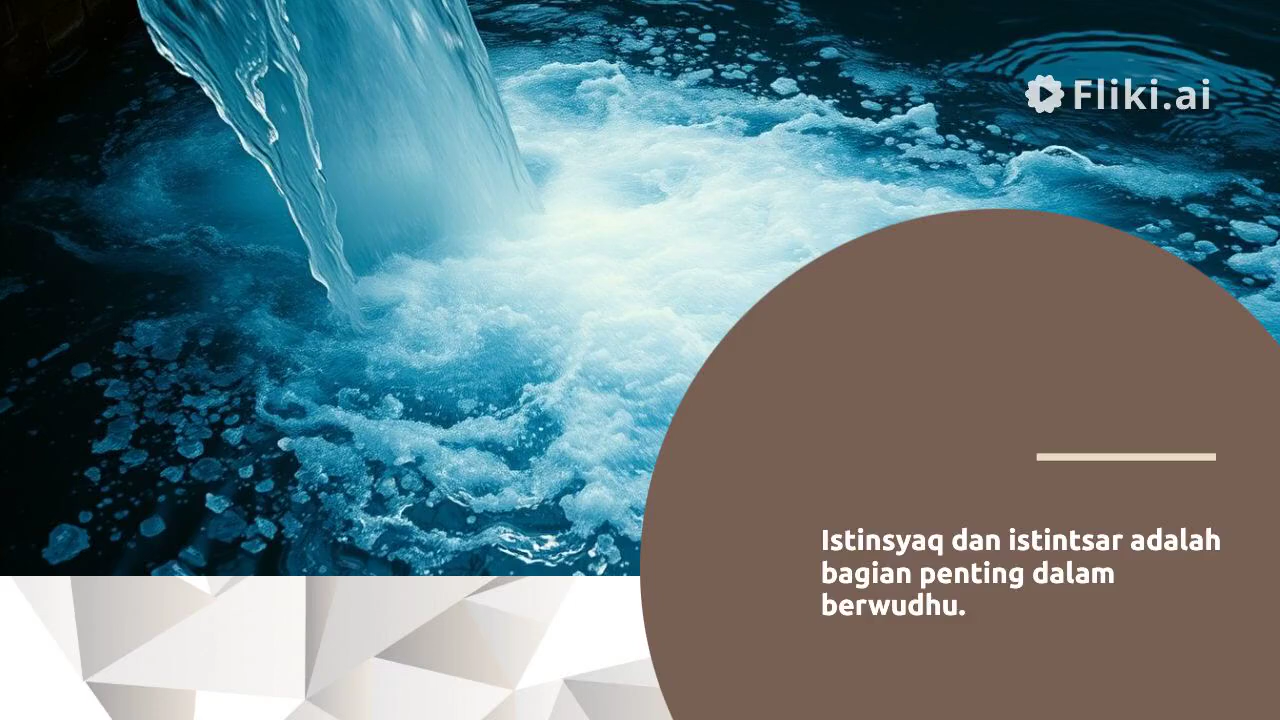 Fliki.ai
Istinsyaq dan istintsar adalah
bagian penting dalam
berwudhu.